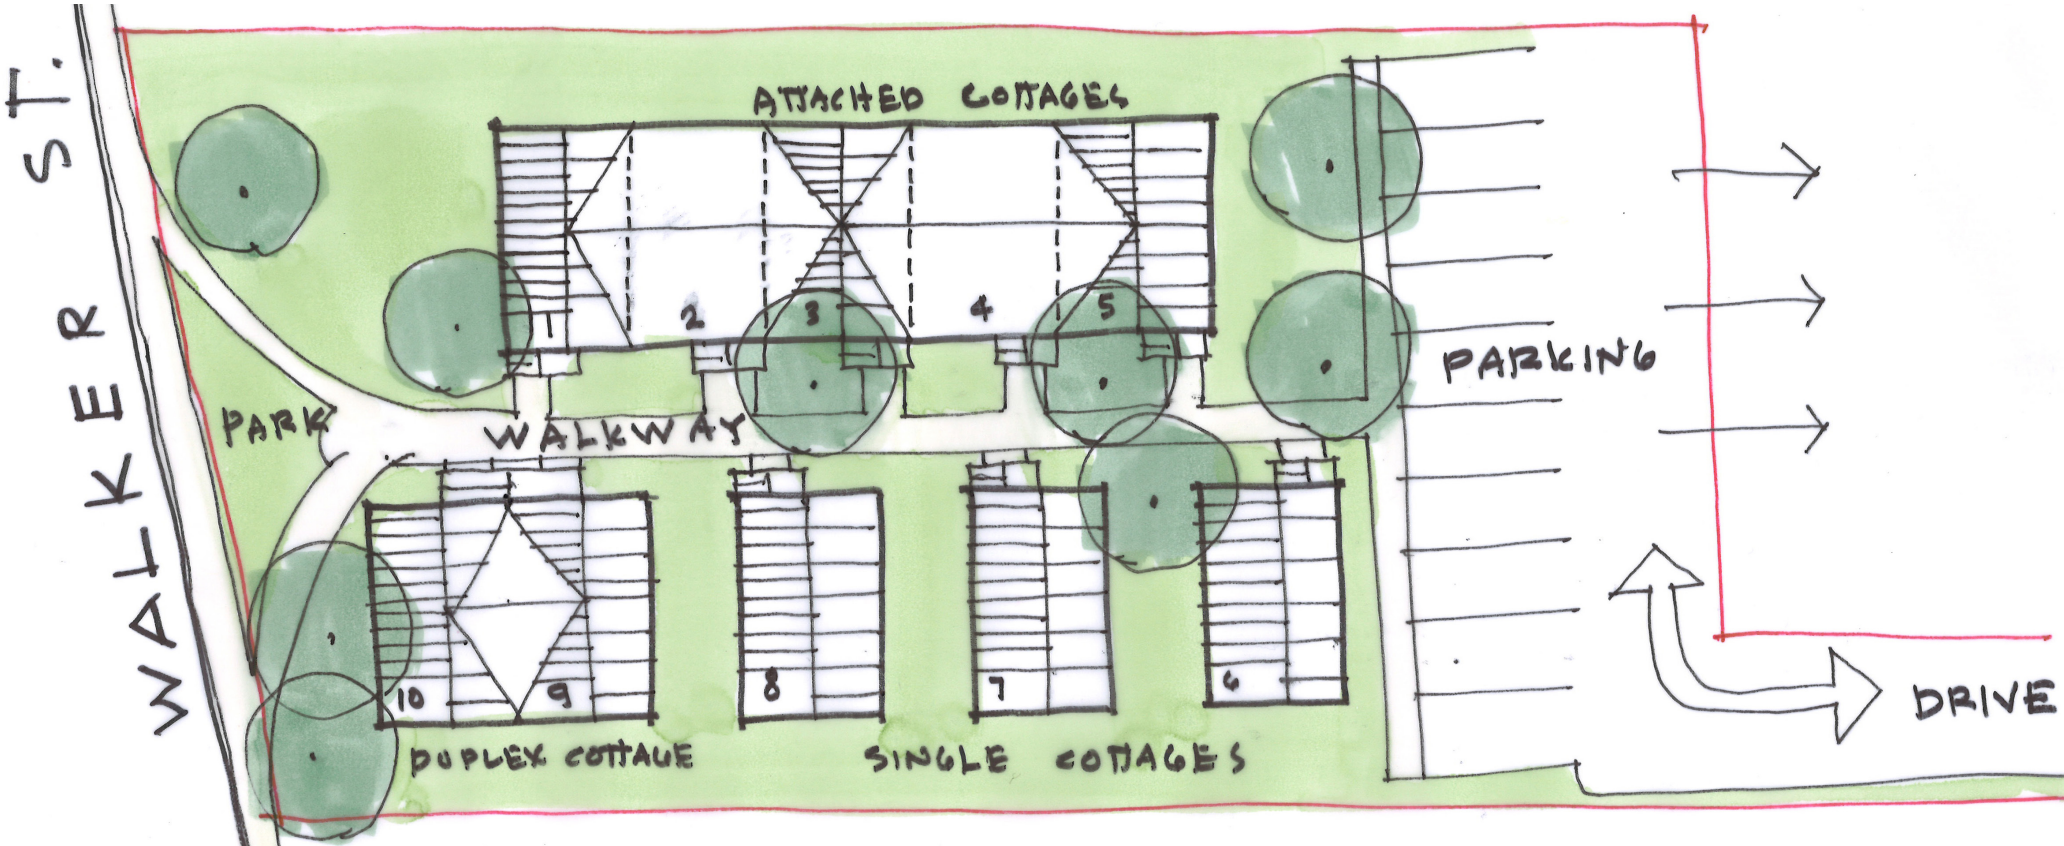 WALKER ST.
ATTACHED COTTAGES
1
2
3
4
5
PARKING
PARK
WALKWAY
10
9
8
7
6
DRIVE
DUPLEX COTTAGE
SINGLE COTTAGES